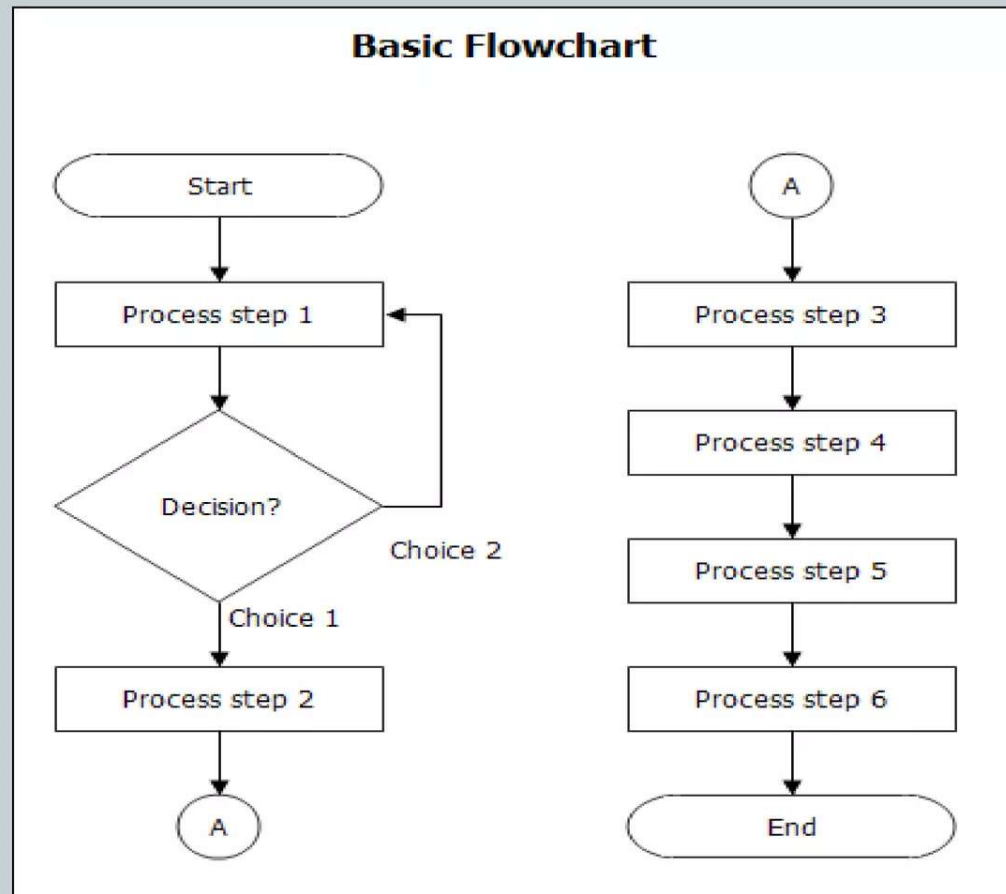 Basic Flowchart
Start
Process step 1
Decision?
Choice 2
Choice 1
Process step 2
A
A
Process step 3
Process step 4
Process step 5
Process step 6
End